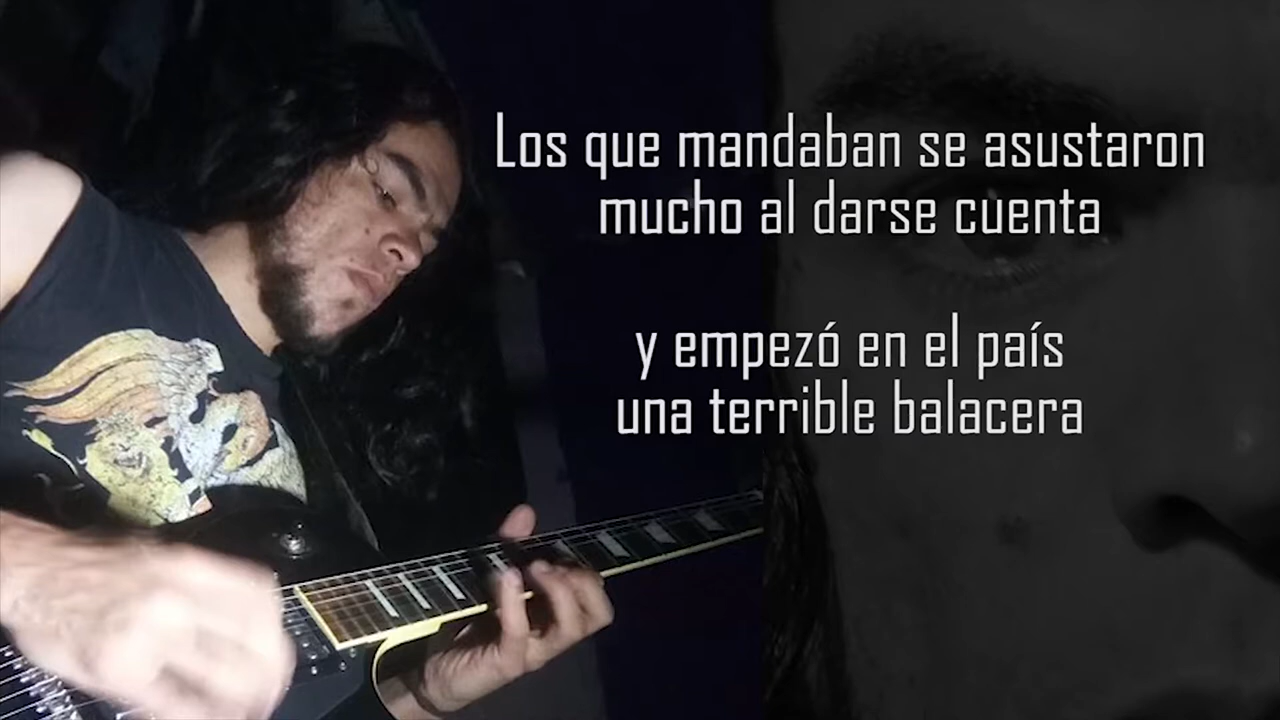 Los que mandaban se asustaron
mucho al darse cuenta
y empezó en el país
una terrible balacera